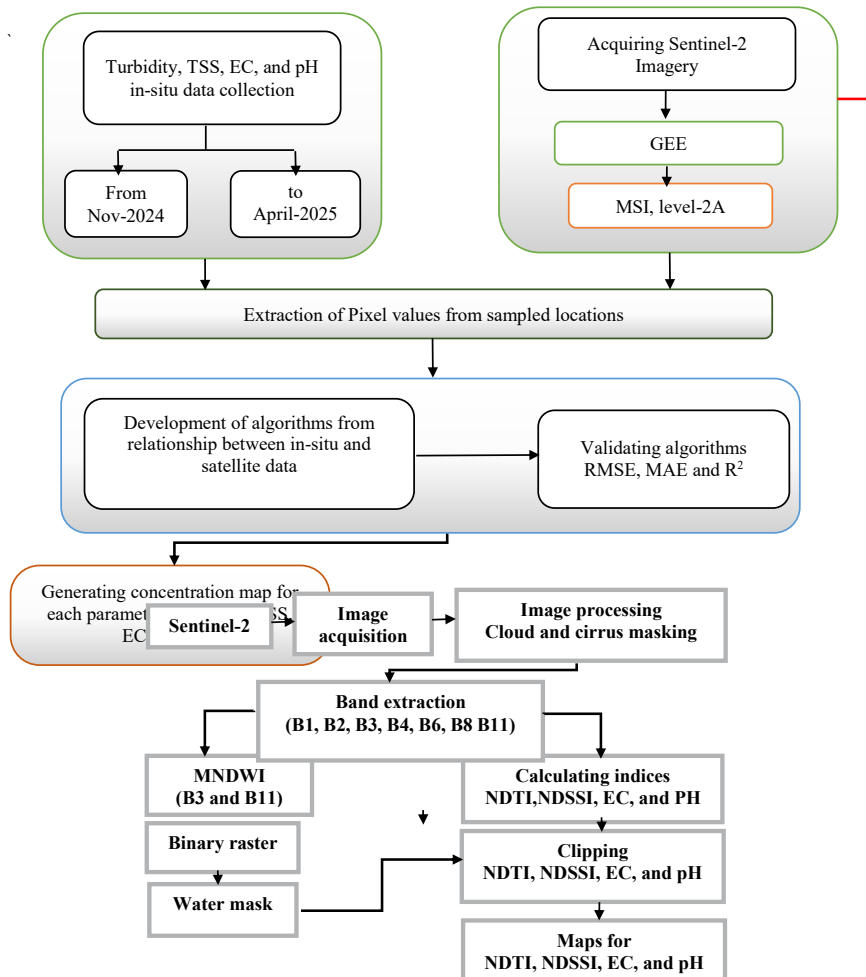 `
Turbidity, TSS, EC, and pH
in-situ data collection
From
Nov-2024
to
April-2025
Acquiring Sentinel-2
Imagery
GEE
MSI, level-2A
Extraction of Pixel values from sampled locations
Development of algorithms from
relationship between in-situ and
satellite data
Validating algorithms
RMSE, MAE and R²
Generating concentration map for
each paramet
SS,
EC
Sentinel-2
Image
acquisition
Image processing
Cloud and cirrus masking
Band extraction
(B1, B2, B3, B4, B6, B8 B11)
MNDWI
(B3 and B11)
Binary raster
Water mask
Calculating indices
NDTI,NDSSI, EC, and PH
Clipping
NDTI, NDSSI, EC, and pH
Maps for
NDTI, NDSSI, EC, and pH